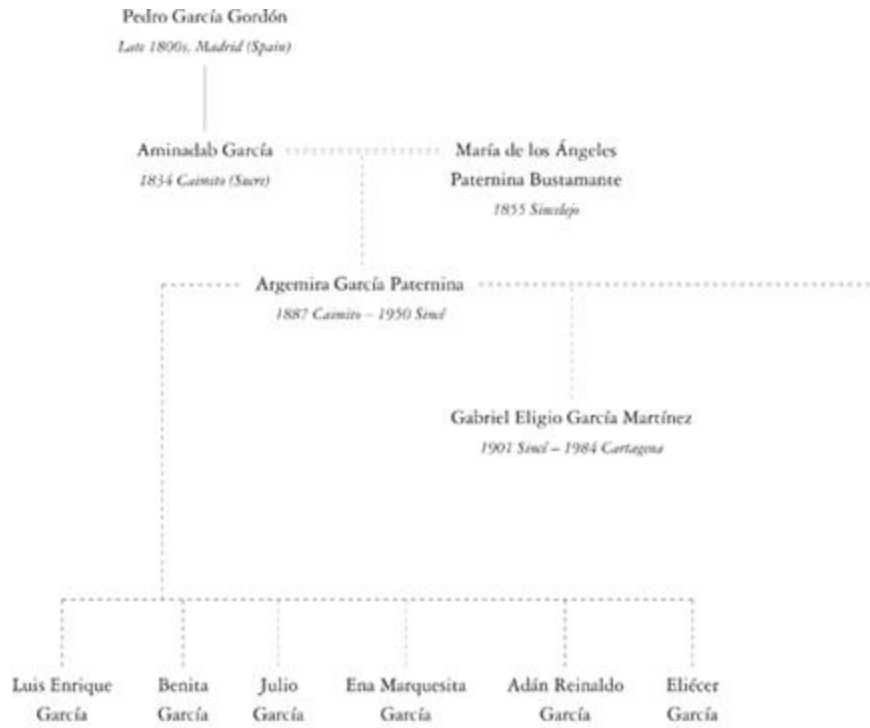 Pedro García Gordón
Late 1800s. Madrid (Spain)
Aminadab García
1834 Caimito (Sucre)
María de los Ángeles
Paternina Bustamante
1855 Sincelejo
Argemira García Paternina
1887 Caimito – 1950 Sincé
Gabriel Eligio García Martínez
1901 Sincé – 1984 Cartagena
Luis Enrique
García
Benita
García
Julio
García
Ena Marquesita
García
Adán Reinaldo
García
Eliécer
García